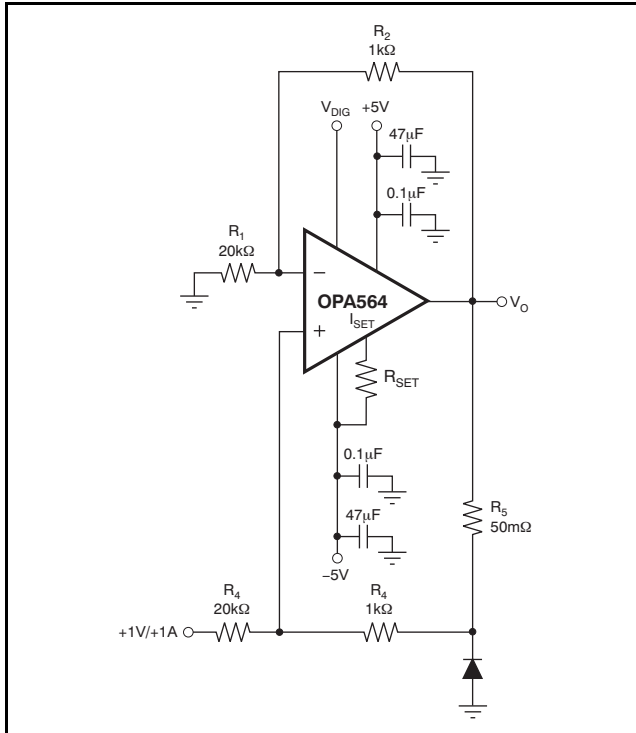 R2
1kΩ
VDIG
+5V
47µF
0.1µF
R1
20kΩ
−
OPA564
VO
ISET
+
RSET
0.1µF
R5
50mΩ
47µF
−5V
R4
20kΩ
R4
1kΩ
+1V/+1A